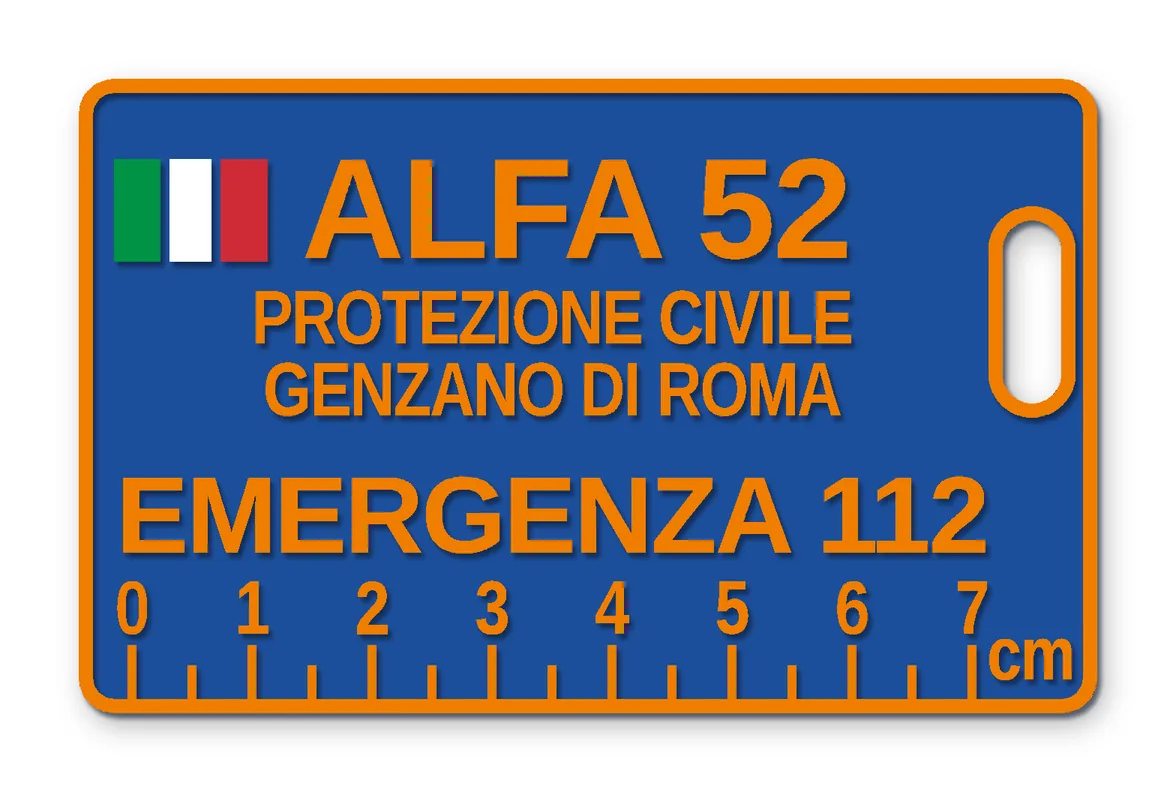 ALFA 52
PROTEZIONE CIVILE
GENZANO DI ROMA
EMERGENZA 112
0 1 2 3 4 5 6 7
cm